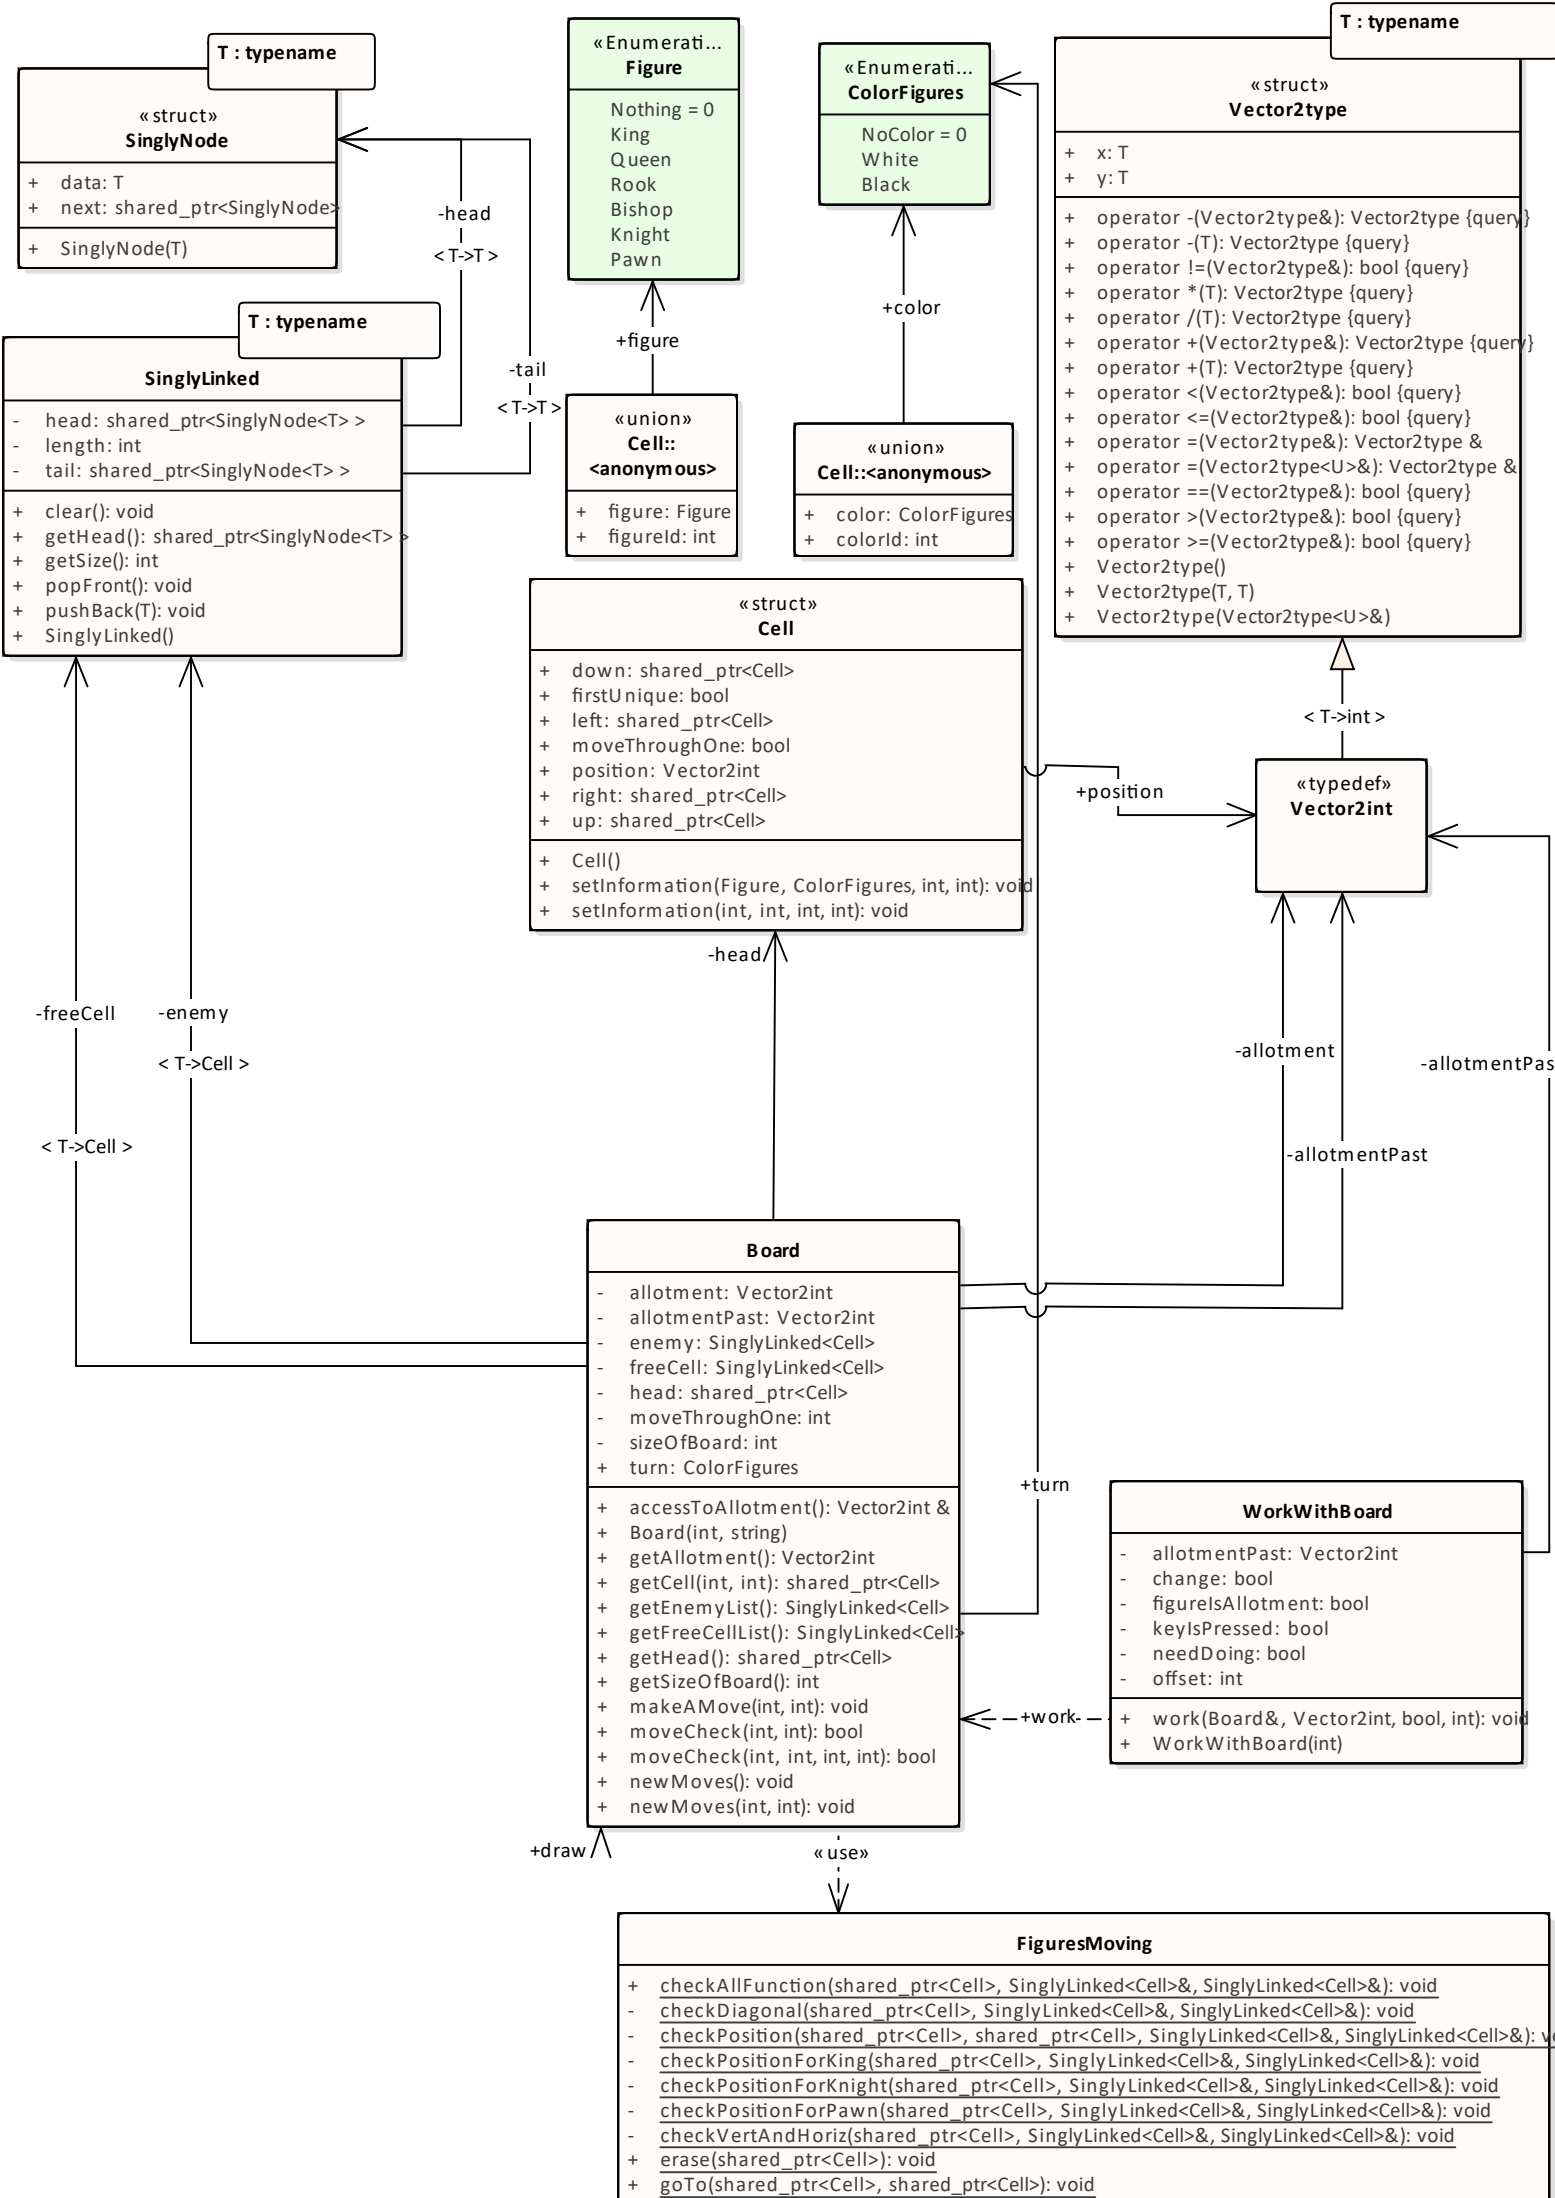 T : typename
«struct»
SinglyNode
+ data: T
+ next: shared_ptr<SinglyNode>
+ SinglyNode(T)
-head
< T->T >
-tail
< T->T >
T : typename
SinglyLinked
- head: shared_ptr<SinglyNode<T> >
- length: int
- tail: shared_ptr<SinglyNode<T> >
+ clear(): void
+ getHead(): shared_ptr<SinglyNode<T> >
+ getSize(): int
+ popFront(): void
+ pushBack(T): void
+ SinglyLinked()
«Enumerati...
Figure
Nothing = 0
King
Queen
Rook
Bishop
Knight
Pawn
+figure
«union»
Cell::
<anonymous>
+ figure: Figure
+ figureId: int
«Enumerati...
ColorFigures
NoColor = 0
White
Black
+color
«union»
Cell::<anonymous>
+ color: ColorFigures
+ colorId: int
T : typename
«struct»
Vector2type
+ x: T
+ y: T
+ operator -(Vector2type&): Vector2type {query}
+ operator -(T): Vector2type {query}
+ operator !=(Vector2type&): bool {query}
+ operator *(T): Vector2type {query}
+ operator /(T): Vector2type {query}
+ operator +(Vector2type&): Vector2type {query}
+ operator +(T): Vector2type {query}
+ operator <(Vector2type&): bool {query}
+ operator <=(Vector2type&): bool {query}
+ operator =(Vector2type&): Vector2type &
+ operator =(Vector2type<U>&): Vector2type &
+ operator ==(Vector2type&): bool {query}
+ operator >(Vector2type&): bool {query}
+ operator >=(Vector2type&): bool {query}
+ Vector2type()
+ Vector2type(T, T)
+ Vector2type(Vector2type<U>&)
< T->int >
«struct»
Cell
+ down: shared_ptr<Cell>
+ firstUnique: bool
+ left: shared_ptr<Cell>
+ moveThroughOne: bool
+ position: Vector2int
+ right: shared_ptr<Cell>
+ up: shared_ptr<Cell>
+ Cell()
+ setInformation(Figure, ColorFigures, int, int): void
+ setInformation(int, int, int, int): void
+position
«typedef»
Vector2int
-head
-freeCell
-enemy
< T->Cell >
< T->Cell >
-allotment
-allotmentPas
-allotmentPast
Board
- allotment: Vector2int
- allotmentPast: Vector2int
- enemy: SinglyLinked<Cell>
- freeCell: SinglyLinked<Cell>
- head: shared_ptr<Cell>
- moveThroughOne: int
- sizeOfBoard: int
+ turn: ColorFigures
+ accessToAllotment(): Vector2int &
+ Board(int, string)
+ getAllotment(): Vector2int
+ getCell(int, int): shared_ptr<Cell>
+ getEnemyList(): SinglyLinked<Cell>
+ getFreeCellList(): SinglyLinked<Cell>
+ getHead(): shared_ptr<Cell>
+ getSizeOfBoard(): int
+ makeAMove(int, int): void
+ moveCheck(int, int): bool
+ moveCheck(int, int, int, int): bool
+ newMoves(): void
+ newMoves(int, int): void
+turn
+work
WorkWithBoard
- allotmentPast: Vector2int
- change: bool
- figureIsAllotment: bool
- keyIsPressed: bool
- needDoing: bool
- offset: int
+ work(Board&, Vector2int, bool, int): void
+ WorkWithBoard(int)
+draw
«use»
FiguresMoving
+ checkAllFunction(shared_ptr<Cell>, SinglyLinked<Cell>&, SinglyLinked<Cell>&): void
- checkDiagonal(shared_ptr<Cell>, SinglyLinked<Cell>&, SinglyLinked<Cell>&): void
- checkPosition(shared_ptr<Cell>, shared_ptr<Cell>, SinglyLinked<Cell>&, SinglyLinked<Cell>&):
- checkPositionForKing(shared_ptr<Cell>, SinglyLinked<Cell>&, SinglyLinked<Cell>&): void
- checkPositionForKnight(shared_ptr<Cell>, SinglyLinked<Cell>&, SinglyLinked<Cell>&): void
- checkPositionForPawn(shared_ptr<Cell>, SinglyLinked<Cell>&, SinglyLinked<Cell>&): void
- checkVertAndHoriz(shared_ptr<Cell>, SinglyLinked<Cell>&, SinglyLinked<Cell>&): void
+ erase(shared_ptr<Cell>): void
+ goTo(shared_ptr<Cell>, shared_ptr<Cell>): void